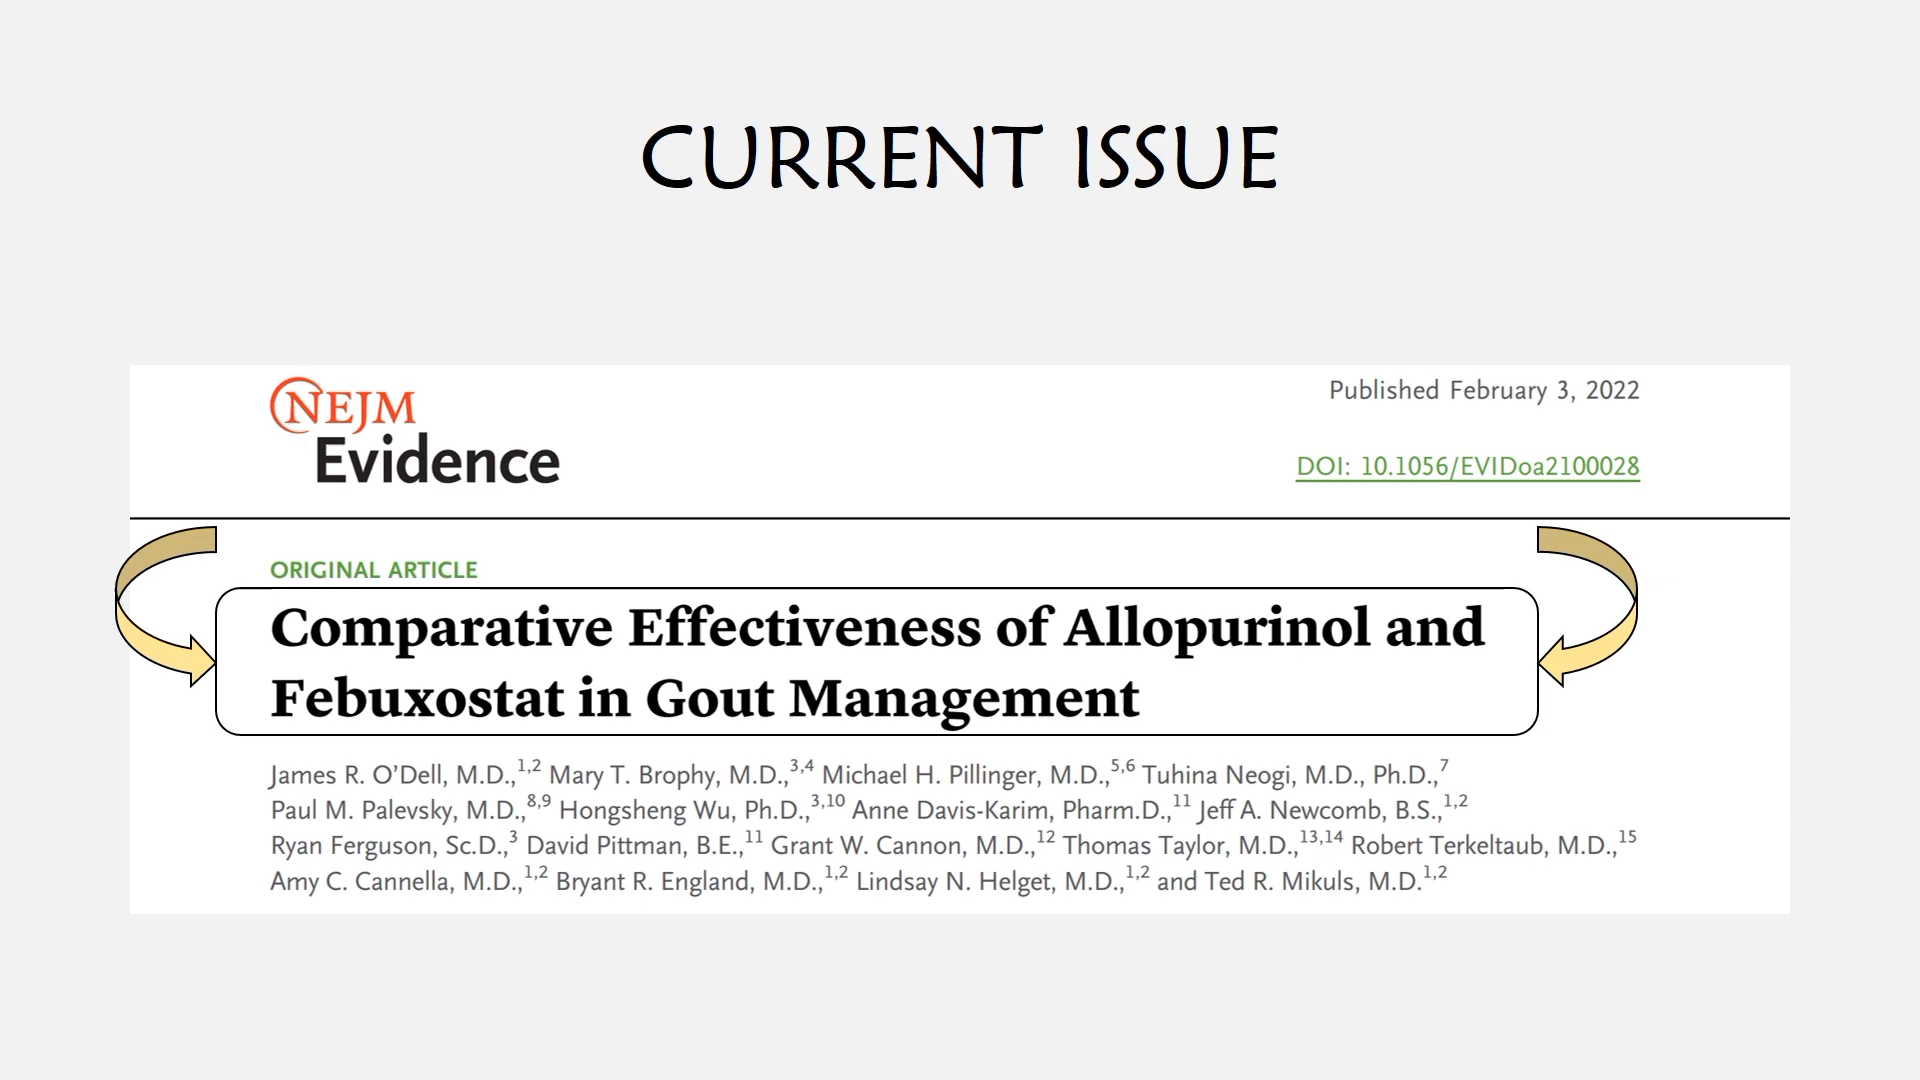 CURRENT ISSUE
NEJM
Evidence
Published February 3, 2022
DOI: 10.1056/EVIDoa2100028
ORIGINAL ARTICLE
Comparative Effectiveness of Allopurinol and
Febuxostat in Gout Management
James R. O’Dell, M.D.,1,2 Mary T. Brophy, M.D.,3,4 Michael H. Pillinger, M.D.,5,6 Tuhina Neogi, M.D., Ph.D.,7
Paul M. Palevsky, M.D.,8,9 Hongsheng Wu, Ph.D.,3,10 Anne Davis-Karim, Pharm.D.,11 Jeff A. Newcomb, B.S.,1,2
Ryan Ferguson, Sc.D.,3 David Pittman, B.E.,11 Grant W. Cannon, M.D.,12 Thomas Taylor, M.D.,13,14 Robert Terkeltaub, M.D.,15
Amy C. Cannella, M.D.,1,2 Bryant R. England, M.D.,1,2 Lindsay N. Helget, M.D.,1,2 and Ted R. Mikuls, M.D.1,2